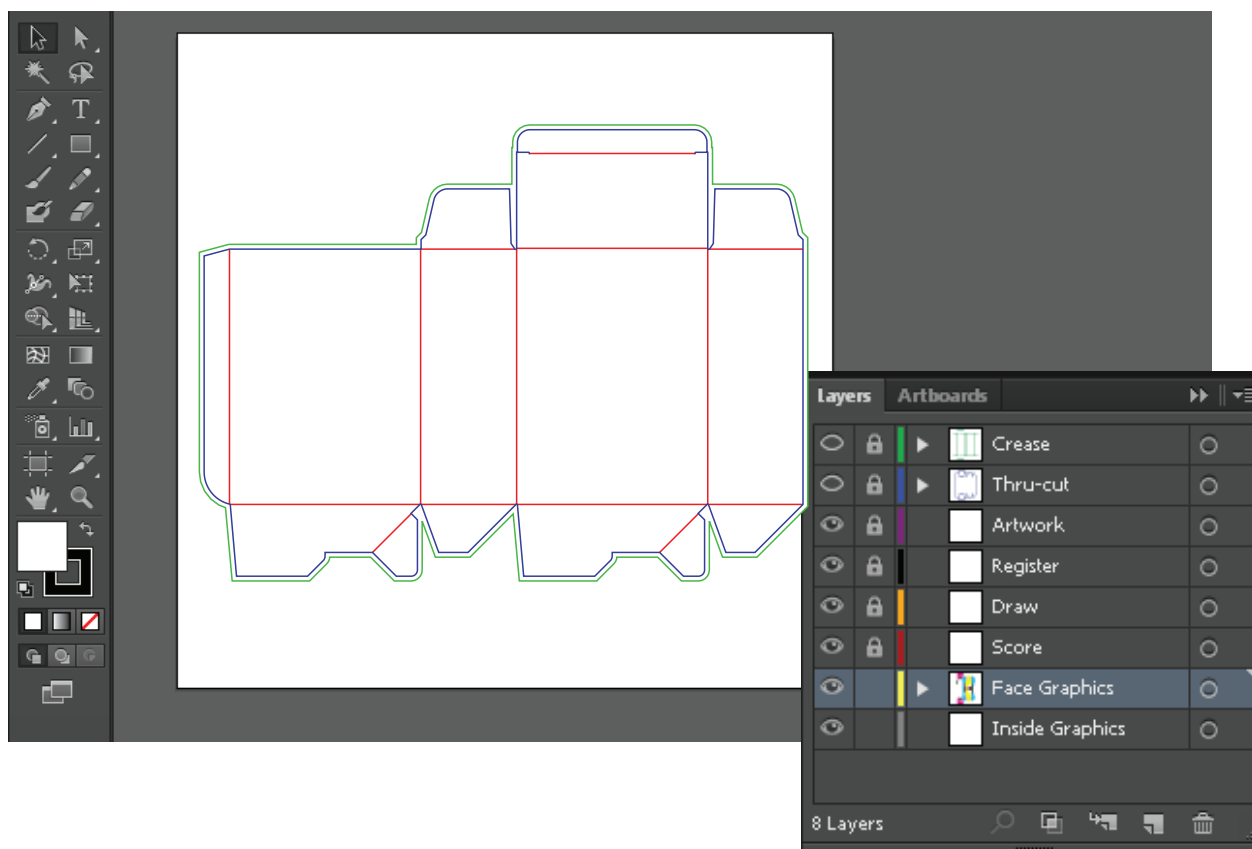 Layers Artboards
Crease
Thru-cut
Artwork
Register
Draw
Score
Face Graphics
Inside Graphics
8 Layers